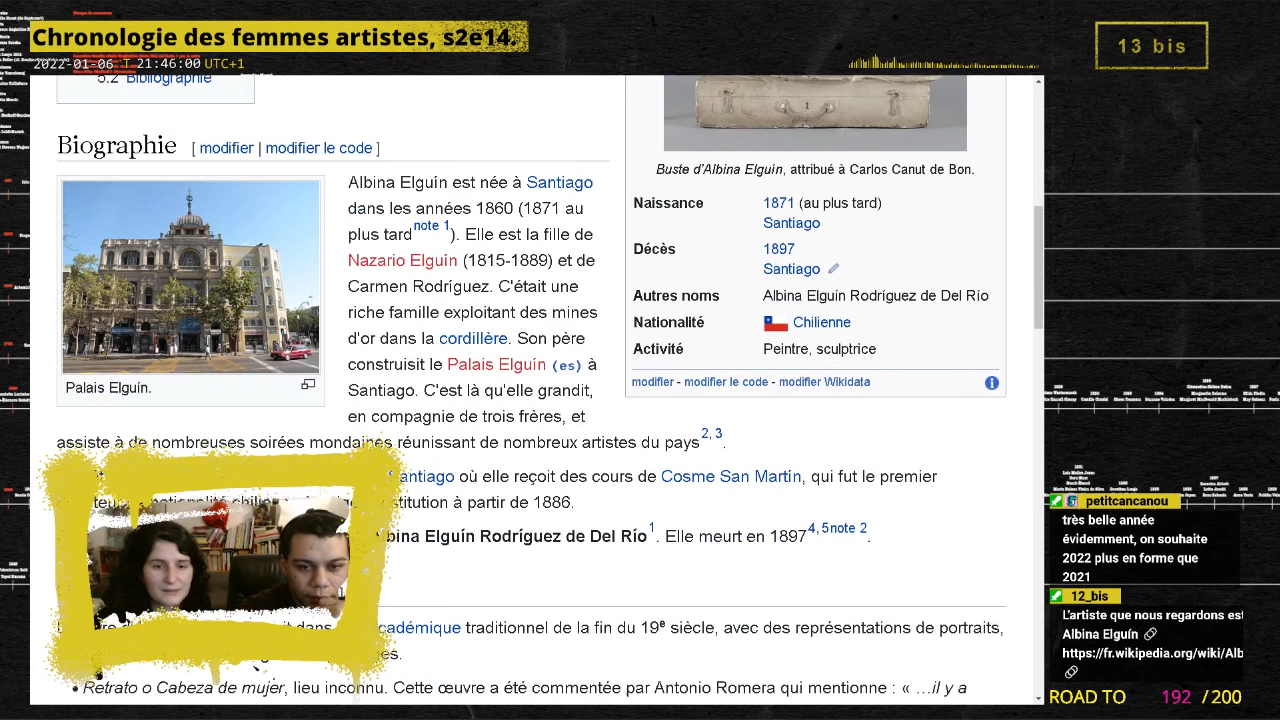 Chronologie des femmes artistes, s2e14.
2022-01-06 T 21:46:00 UTC+1
13 bis
5.2 Bibliographie
Biographie [ modifier | modifier le code ]
Palais Elguín.
Albina Elguín est née à Santiago
dans les années 1860 (1871 au
plus tard note 1). Elle est la fille de
Nazario Elguín (1815-1889) et de
Carmen Rodríguez. C'était une
riche famille exploitant des mines
d'or dans la cordillère. Son père
construisit le Palais Elguín (es) à
Santiago. C'est là qu'elle grandit,
en compagnie de trois frères, et
assiste à de nombreuses soirées mondaines réunissant de nombreux artistes du pays2, 3.
Santiago où elle reçoit des cours de Cosme San Martín, qui fut le premier
à partir de 1886.
Albina Elguín Rodríguez de Del Río1. Elle meurt en 18974, 5 note 2.
académique traditionnel de la fin du 19e siècle, avec des représentations de portraits,
• Retrato o Cabeza de mujer, lieu inconnu. Cette œuvre a été commentée par Antonio Romera qui mentionne : « …il y a
Buste d'Albina Elguín, attribué à Carlos Canut de Bon.
Naissance 1871 (au plus tard)
Santiago
Décès 1897
Santiago
Autres noms Albina Elguín Rodríguez de Del Río
Nationalité Chilienne
Activité Peintre, sculptrice
modifier - modifier le code - modifier Wikidata
petitcancanou
très belle année
évidemment, on souhaite
2022 plus en forme que
2021
12_bis
L'artiste que nous regardons est
Albina Elguín
https://fr.wikipedia.org/wiki/Alb
ROAD TO 192 / 200